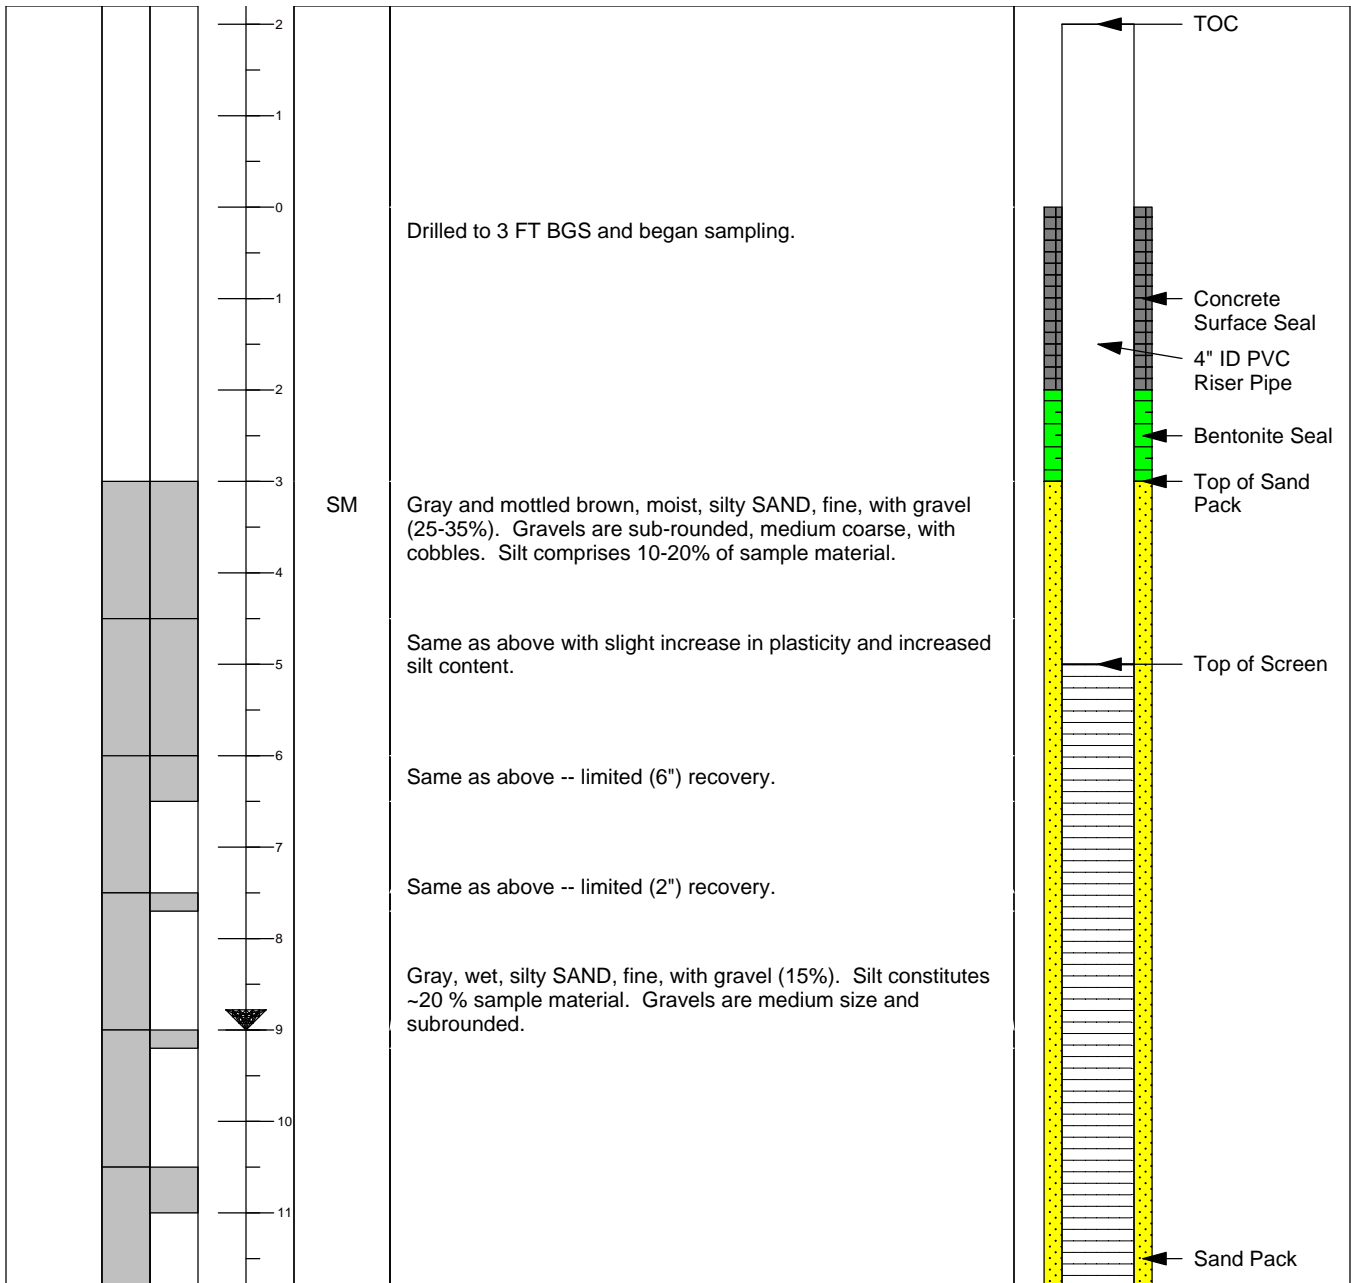 2
TOC
1
0
Drilled to 3 FT BGS and began sampling.
1
Concrete
Surface Seal
4" ID PVC
Riser Pipe
2
Bentonite Seal
3
Top of Sand
Pack
SM
Gray and mottled brown, moist, silty SAND, fine, with gravel
(25-35%).  Gravels are sub-rounded, medium coarse, with
cobbles.  Silt comprises 10-20% of sample material.
4
Same as above with slight increase in plasticity and increased
silt content.
5
Top of Screen
6
Same as above -- limited (6") recovery.
7
Same as above -- limited (2") recovery.
8
Gray, wet, silty SAND, fine, with gravel (15%).  Silt constitutes
~20 % sample material.  Gravels are medium size and
subrounded.
9
10
11
Sand Pack